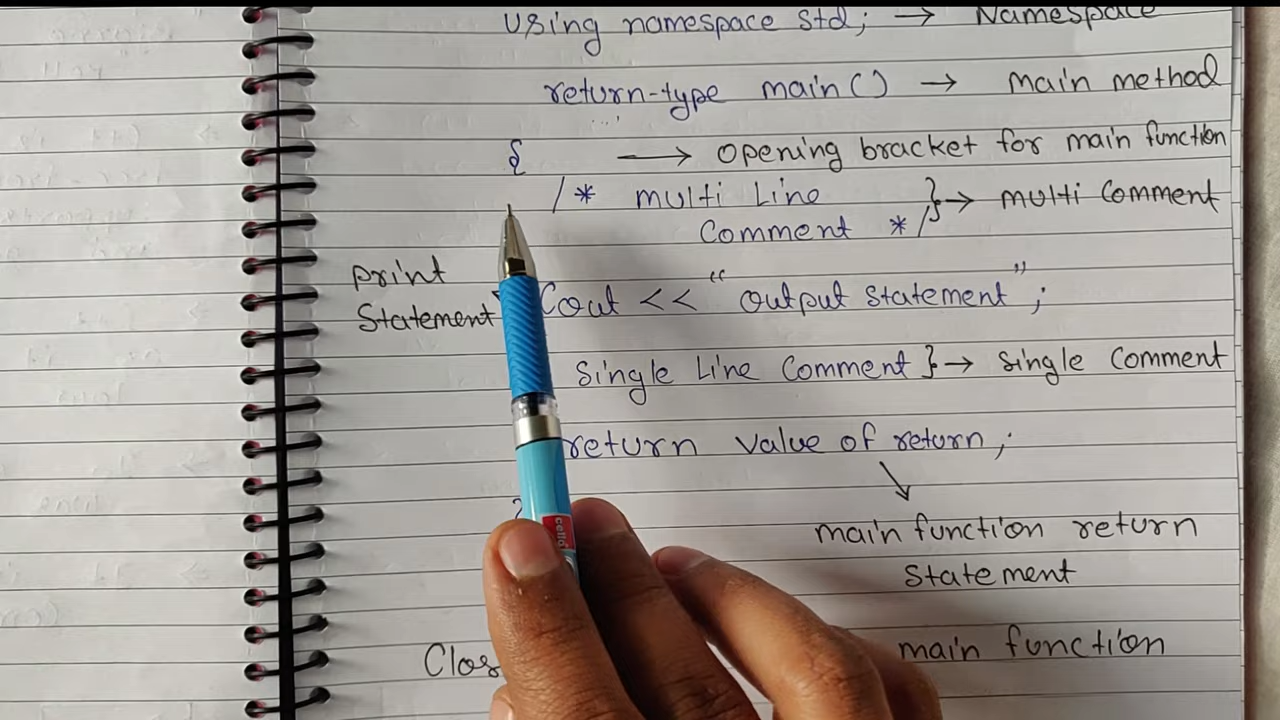 using namespace std; → Namespace
return-type main() → main method
{ → opening bracket for main function
/* multi Line } → multi Comment
Comment */
print
Statement Cout << "output statement";
Single Line Comment } → Single Comment
return value of return;
main function return
Statement
main function
cello